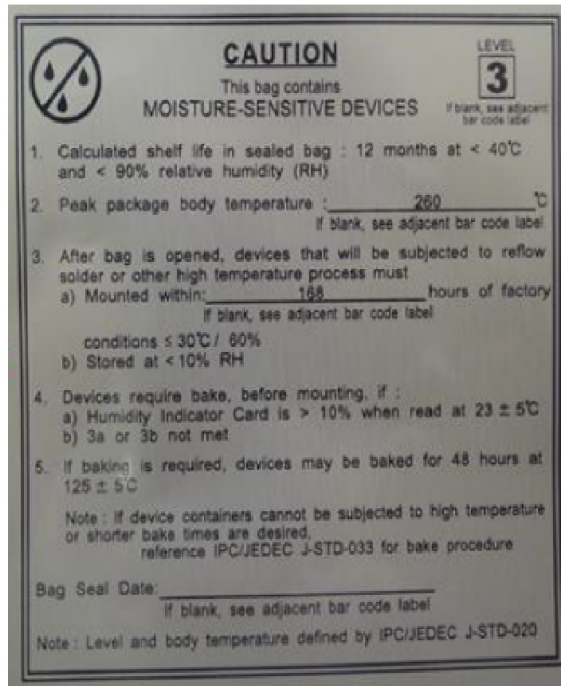 CAUTION
LEVEL
3
This bag contains
MOISTURE-SENSITIVE DEVICES
If blank, see adjacent
bar code label
1. Calculated shelf life in sealed bag : 12 months at < 40℃
and < 90% relative humidity (RH)
2. Peak package body temperature : 260 ℃
If blank, see adjacent bar code label
3. After bag is opened, devices that will be subjected to reflow
solder or other high temperature process must
a) Mounted within: 168 hours of factory
If blank, see adjacent bar code label
conditions ≤ 30℃ / 60%
b) Stored at < 10% RH
4. Devices require bake, before mounting, if :
a) Humidity Indicator Card is > 10% when read at 23 ± 5℃
b) 3a or 3b not met
5. If baking is required, devices may be baked for 48 hours at
125 ± 5℃
Note : If device containers cannot be subjected to high temperature
or shorter bake times are desired,
reference IPC/JEDEC J-STD-033 for bake procedure
Bag Seal Date:
If blank, see adjacent bar code label
Note : Level and body temperature defined by IPC/JEDEC J-STD-020